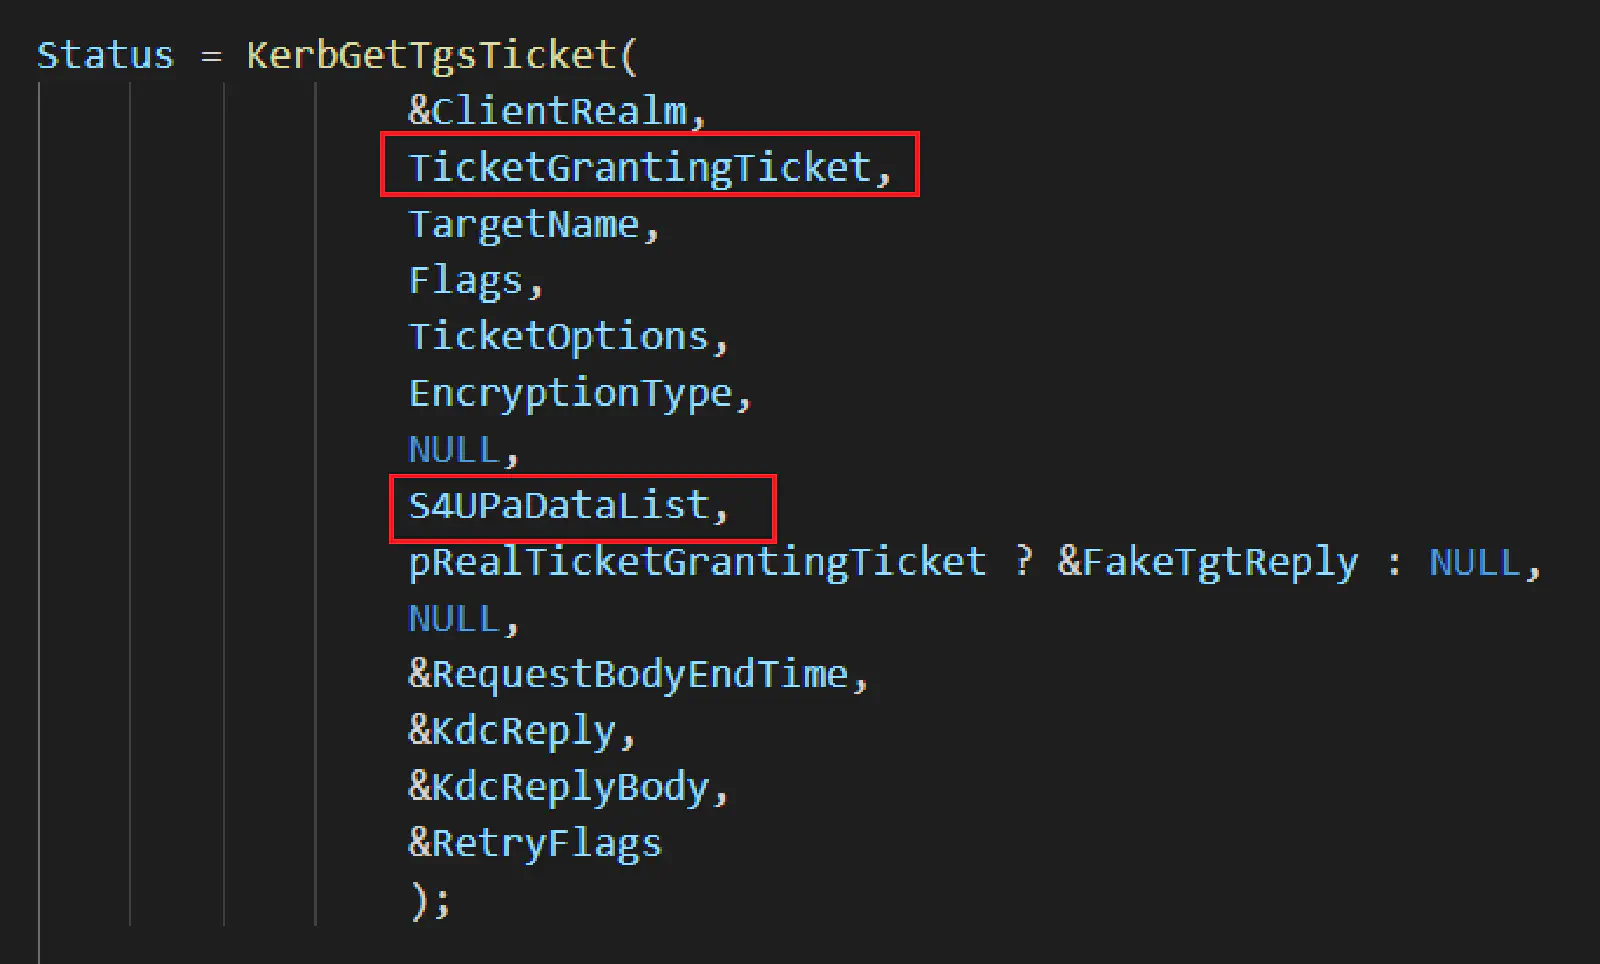 Status = KerbGetTgsTicket(
&ClientRealm,
TicketGrantingTicket,
TargetName,
Flags,
TicketOptions,
EncryptionType,
NULL,
S4UPaDataList,
pRealTicketGrantingTicket ? &FakeTgtReply : NULL,
NULL,
&RequestBodyEndTime,
&KdcReply,
&KdcReplyBody,
&RetryFlags
);